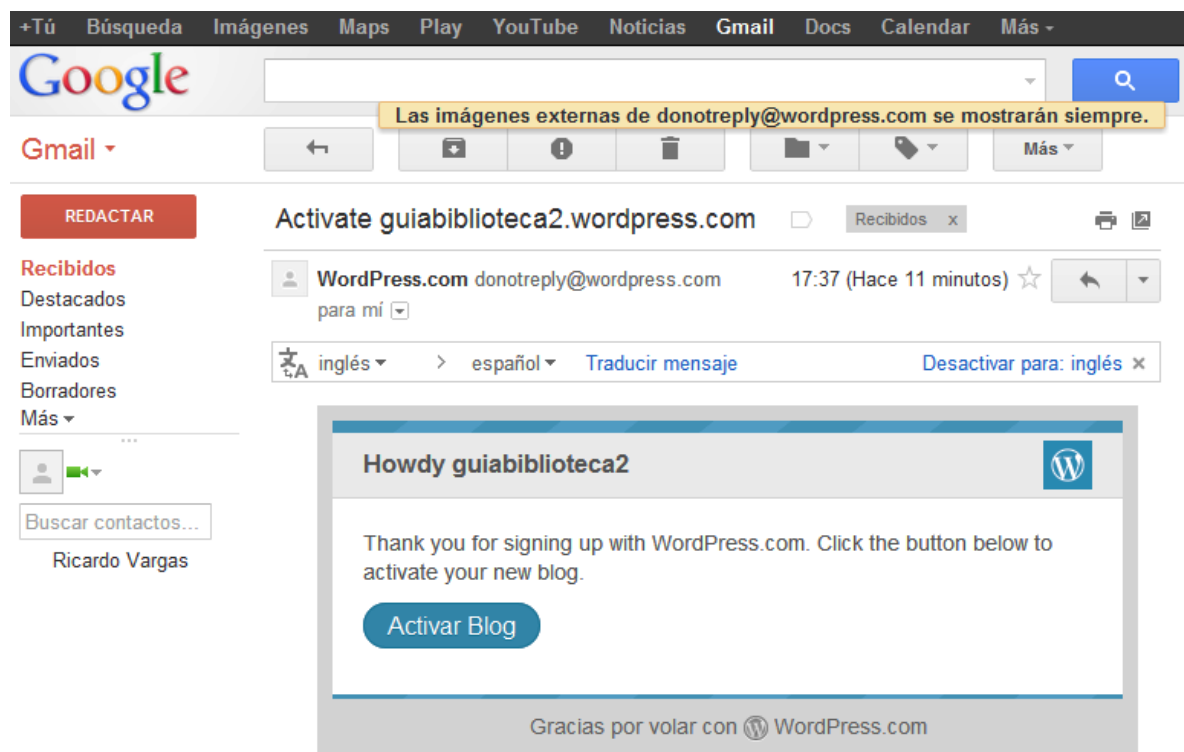 +Tú Búsqueda Imágenes Maps Play YouTube Noticias Gmail Docs Calendar Más
Google
Las imágenes externas de donotreply@wordpress.com se mostrarán siempre.
Gmail
Más
REDACTAR
Activate guiabiblioteca2.wordpress.com Recibidos x
Recibidos
Destacados
Importantes
Enviados
Borradores
Más
Buscar contactos...
Ricardo Vargas
WordPress.com donotreply@wordpress.com 17:37 (Hace 11 minutos)
para mí
inglés > español Traducir mensaje Desactivar para: inglés ×
Howdy guiabiblioteca2
Thank you for signing up with WordPress.com. Click the button below to
activate your new blog.
Activar Blog
Gracias por volar con WordPress.com